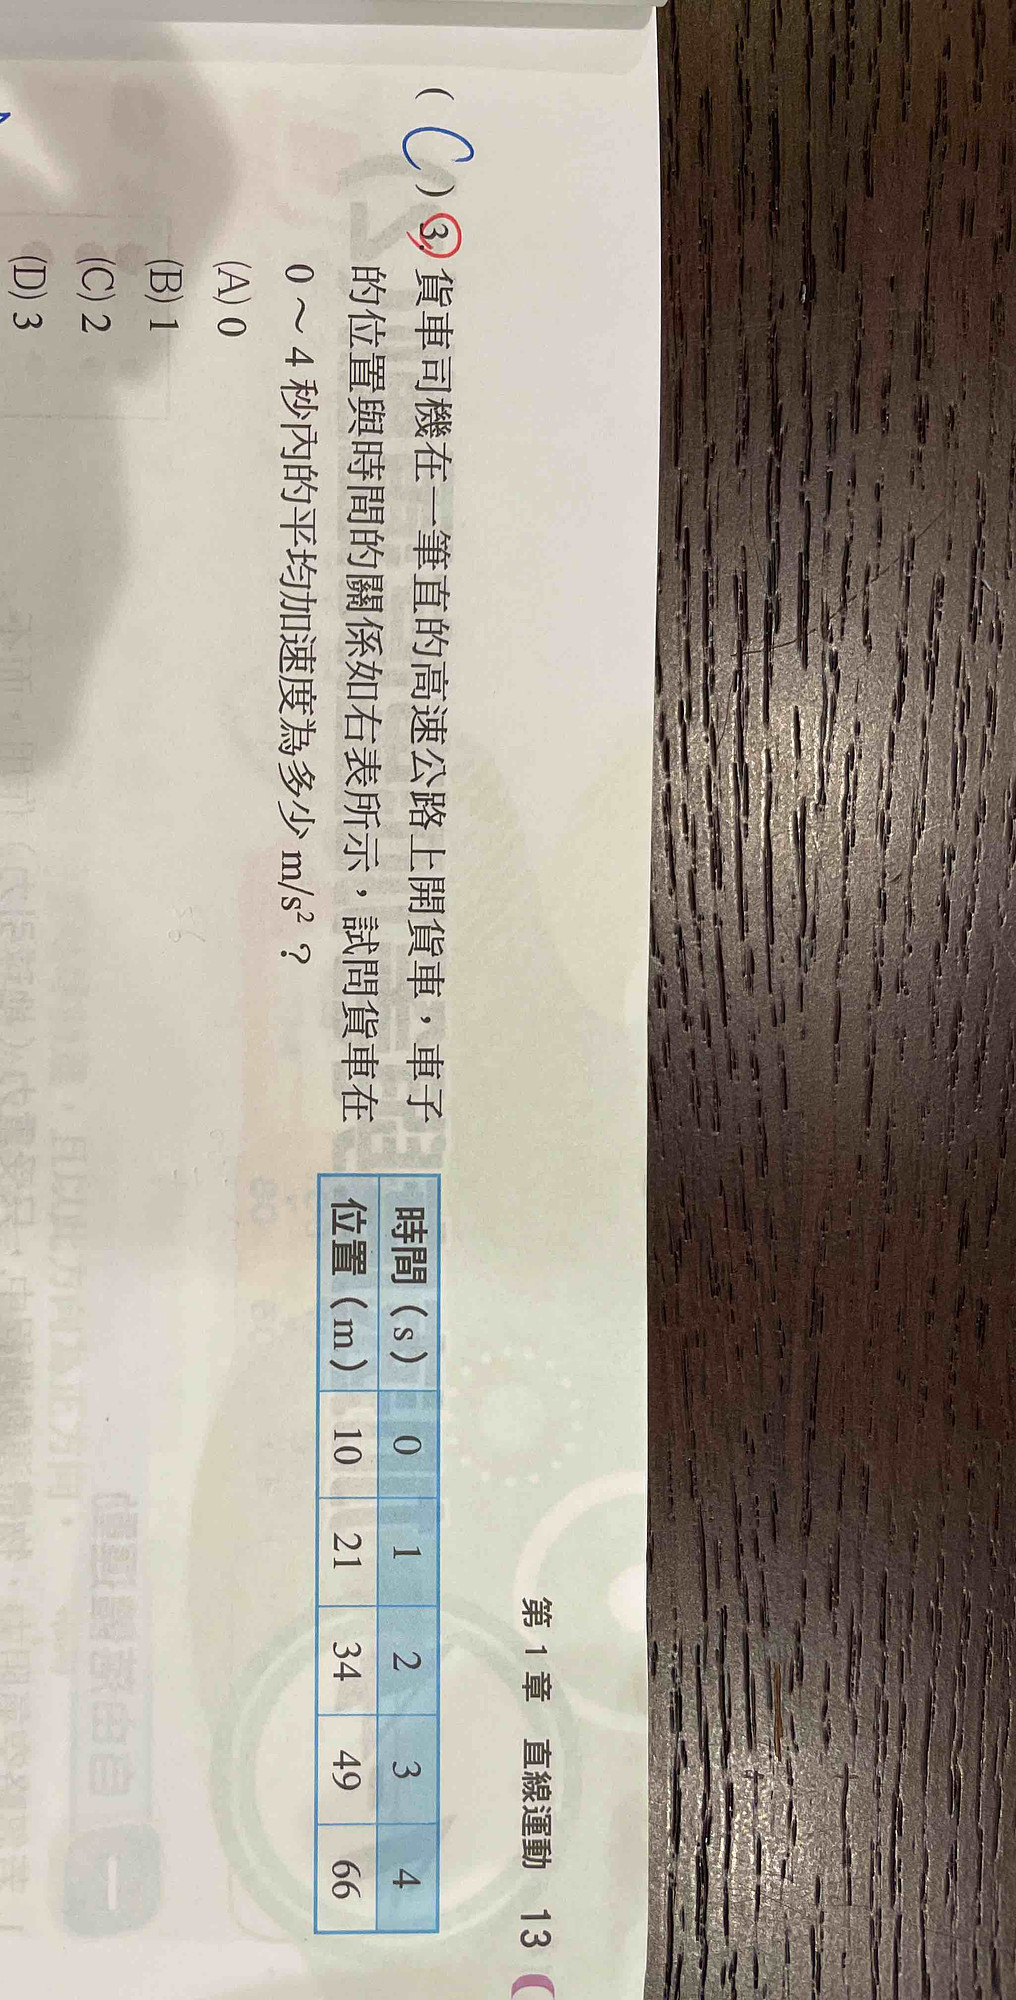 第 1 章 直線運動 13
( C ) 3. 貨車司機在一筆直的高速公路上開貨車，車子
的位置與時間的關係如右表所示，試問貨車在
0～4 秒內的平均加速度為多少 m/s²？
(A) 0
(B) 1
(C) 2
(D) 3
時間（s） 0 1 2 3 4
位置（m） 10 21 34 49 66